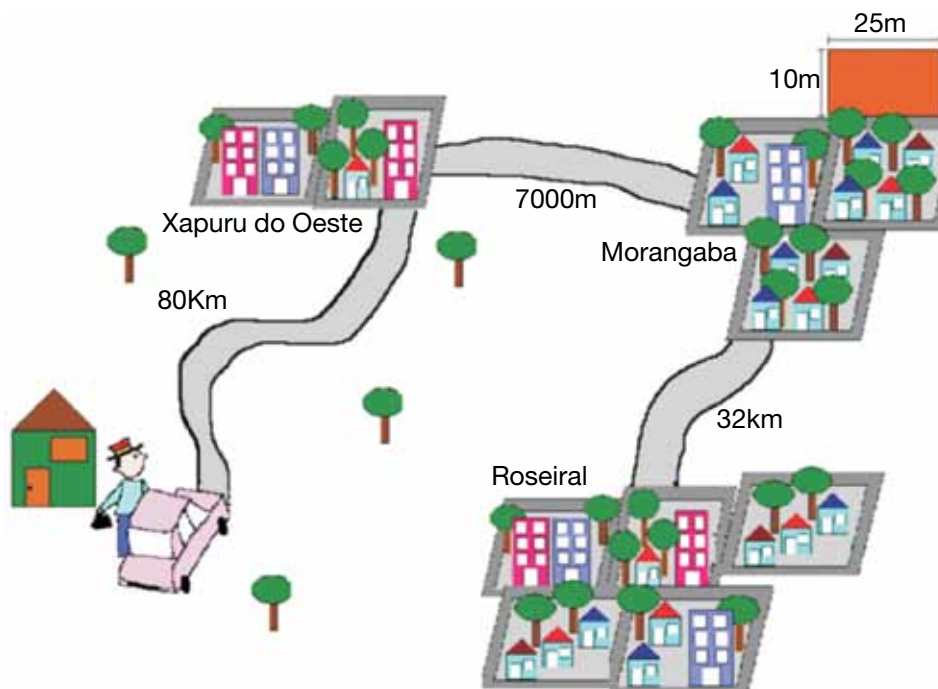 25m
10m
7000m
Xapuru do Oeste
Morangaba
80Km
32km
Roseiral